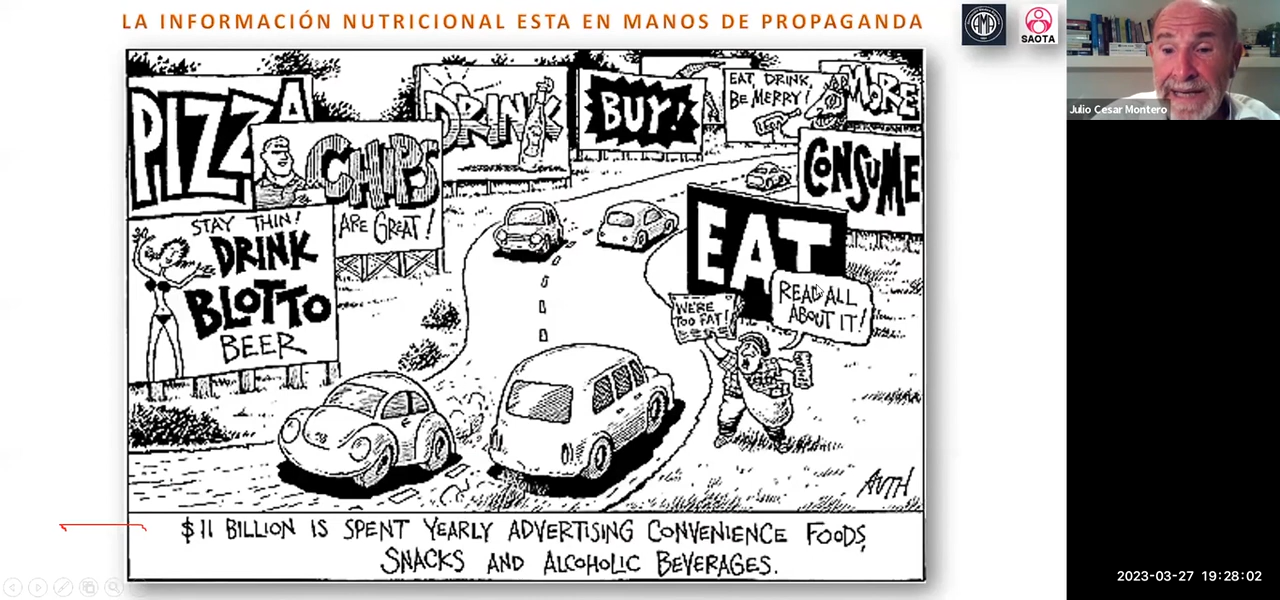 LA INFORMACIÓN NUTRICIONAL ESTA EN MANOS DE PROPAGANDA
AMA
SAOTA
Julio Cesar Montero
PIZZA
CHIPS
ARE GREAT!
DRINK
BUY!
EAT, DRINK,
BE MERRY!
MORE
CONSUME
STAY THIN!
DRINK
BLOTTO
BEER
EAT
WE'RE
TOO FAT!
READ ALL
ABOUT IT!
AUTH
$11 BILLION IS SPENT YEARLY ADVERTISING CONVENIENCE FOODS,
SNACKS AND ALCOHOLIC BEVERAGES.
2023-03-27 19:28:02